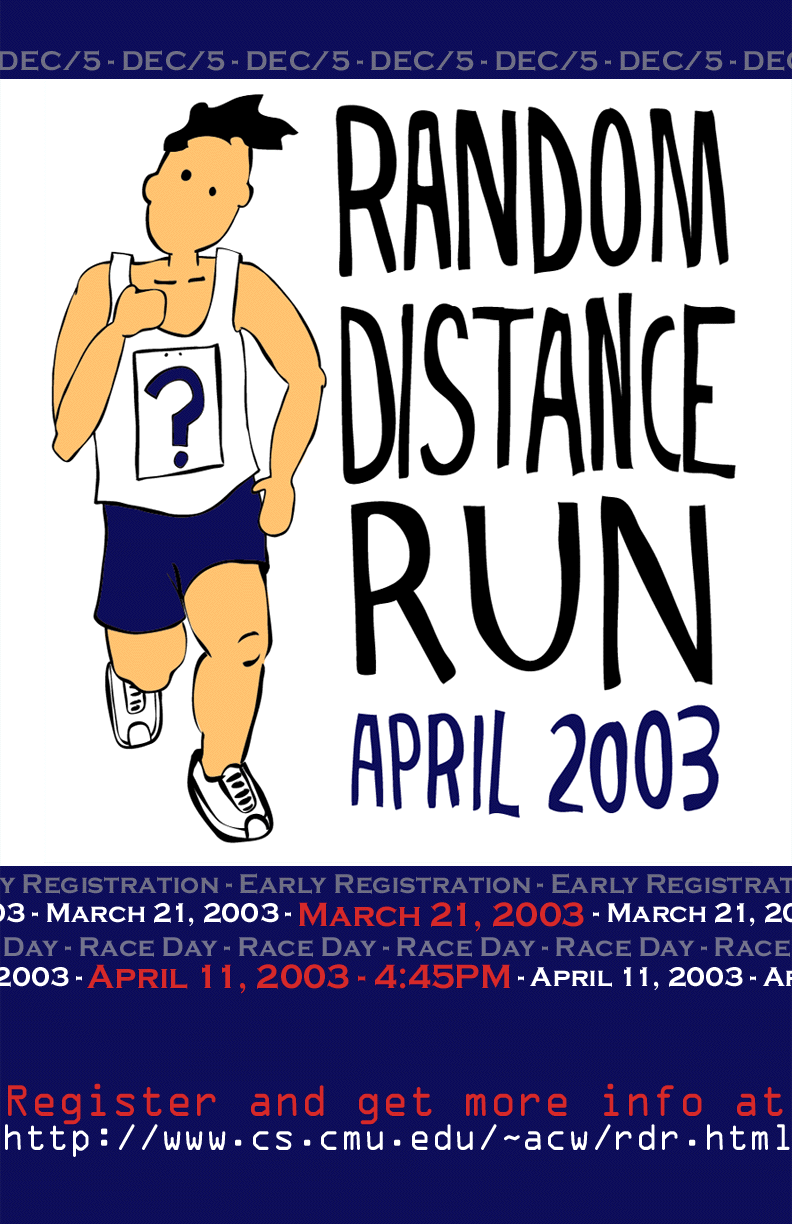 DEC/5 - DEC/5 - DEC/5 - DEC/5 - DEC/5 - DEC/5 - DEC
RANDOM
DISTANCE
RUN
?
APRIL 2003
y Registration - Early Registration - Early Registrat
03 - March 21, 2003 - March 21, 2003 - March 21, 20
Day - Race Day - Race Day - Race Day - Race Day - Race
2003 - April 11, 2003 - 4:45PM - April 11, 2003 - Ap
Register and get more info at
http://www.cs.cmu.edu/~acw/rdr.html